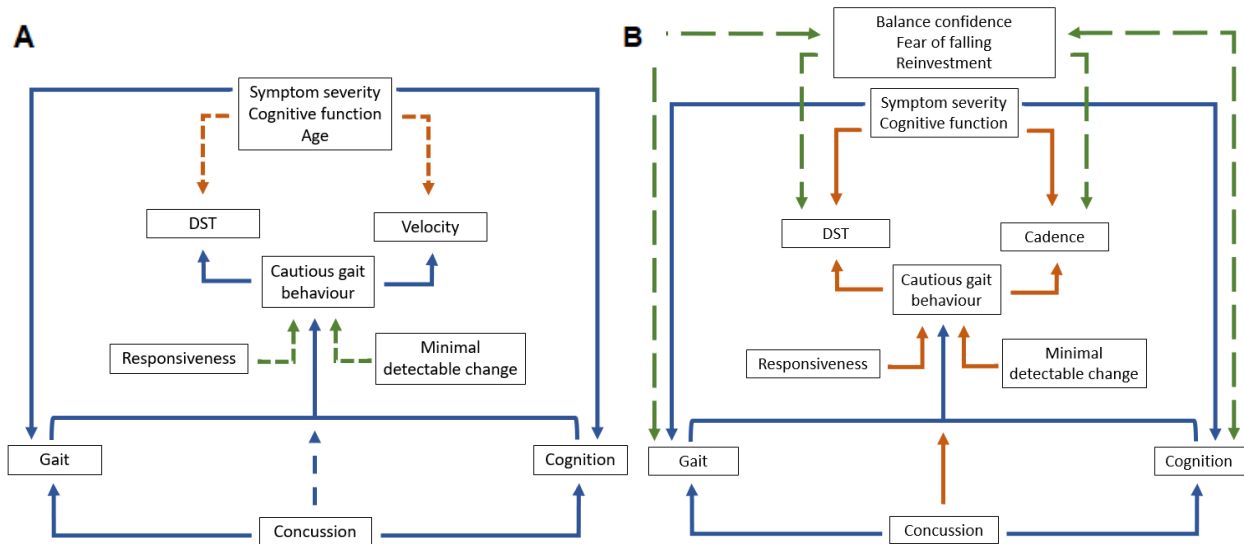 A
Symptom severity
Cognitive function
Age
DST
Velocity
Cautious gait
behaviour
Responsiveness
Minimal
detectable change
Gait
Cognition
Concussion
B
Balance confidence
Fear of falling
Reinvestment
Symptom severity
Cognitive function
DST
Cadence
Cautious gait
behaviour
Responsiveness
Minimal
detectable change
Gait
Cognition
Concussion